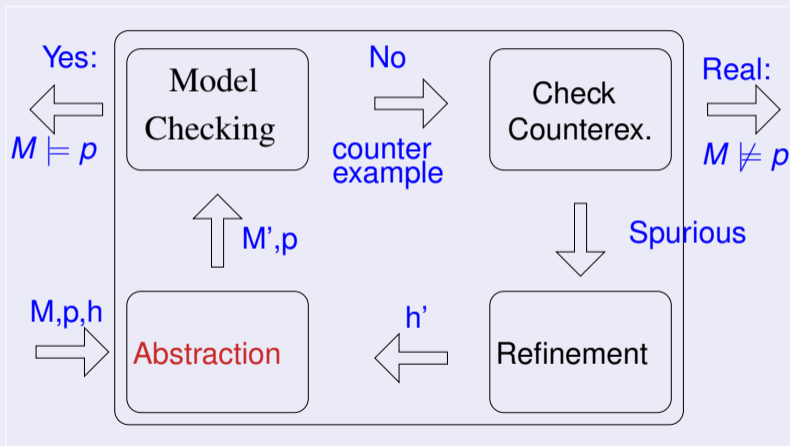 Yes:
M ⊨ p
Model
Checking
No
counter
example
Check
Counterex.
Real:
M ⊭ p
M',p
Spurious
M,p,h
Abstraction
h'
Refinement